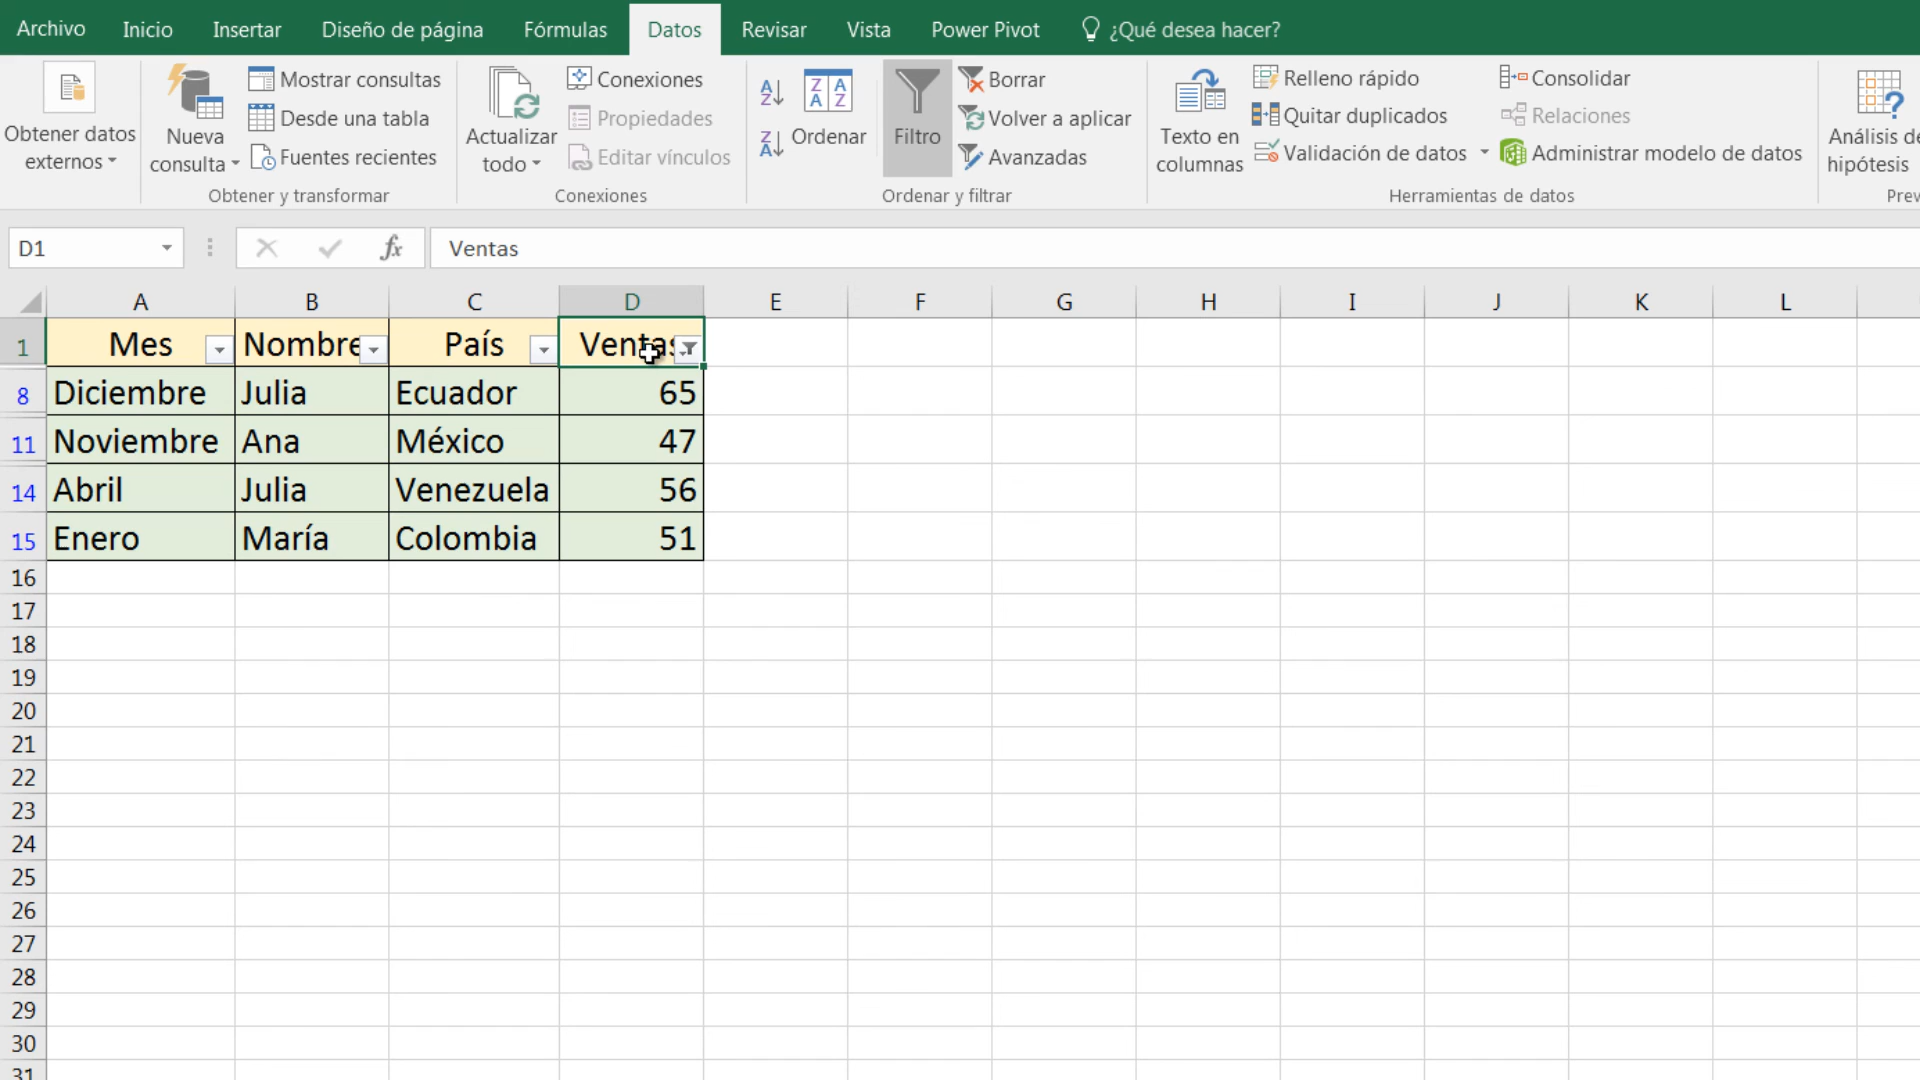 Archivo Inicio Insertar Diseño de página Fórmulas Datos Revisar Vista Power Pivot ¿Qué desea hacer?
Obtener datos externos
Nueva consulta
Mostrar consultas
Desde una tabla
Fuentes recientes
Obtener y transformar
Actualizar todo
Conexiones
Propiedades
Editar vínculos
Conexiones
Ordenar
Filtro
Borrar
Volver a aplicar
Avanzadas
Ordenar y filtrar
Texto en columnas
Relleno rápido
Quitar duplicados
Validación de datos
Consolidar
Relaciones
Administrar modelo de datos
Herramientas de datos
Análisis de
hipótesis
Prev
D1 fx Ventas
A B C D E F G H I J K L
1 Mes Nombre País Ventas
8 Diciembre Julia Ecuador 65
11 Noviembre Ana México 47
14 Abril Julia Venezuela 56
15 Enero María Colombia 51
16
17
18
19
20
21
22
23
24
25
26
27
28
29
30
31